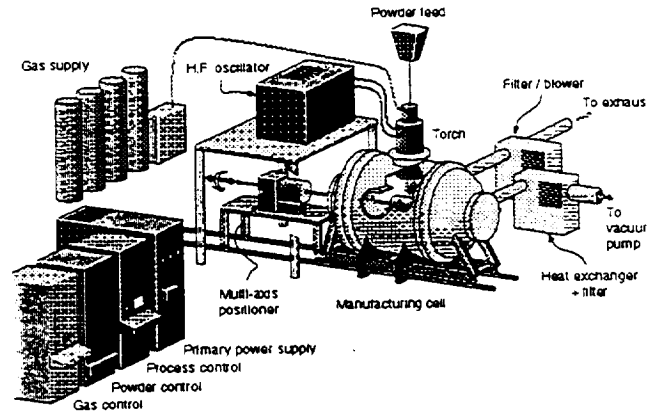 Powder feed
Gas supply
H.F. oscillator
Filter / blower
To exhaus
Torch
To
vacuum
pump
Heat exchanger
+ filter
Multi-axis
positioner
Manufacturing cell
Primary power supply
Process control
Powder control
Gas control